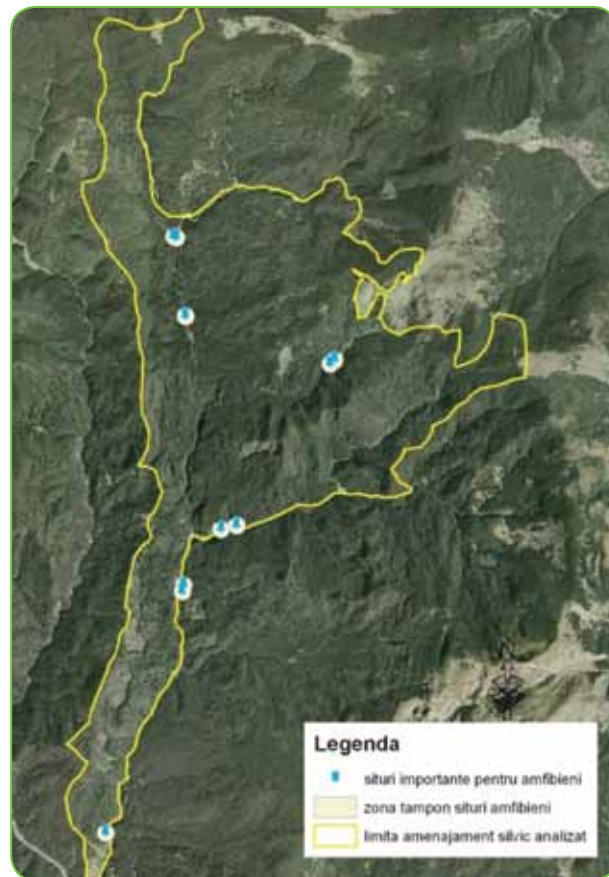 Legenda
situri importante pentru amfibieni
zona tampon situri amfibieni
limita amenajament silvic analizat